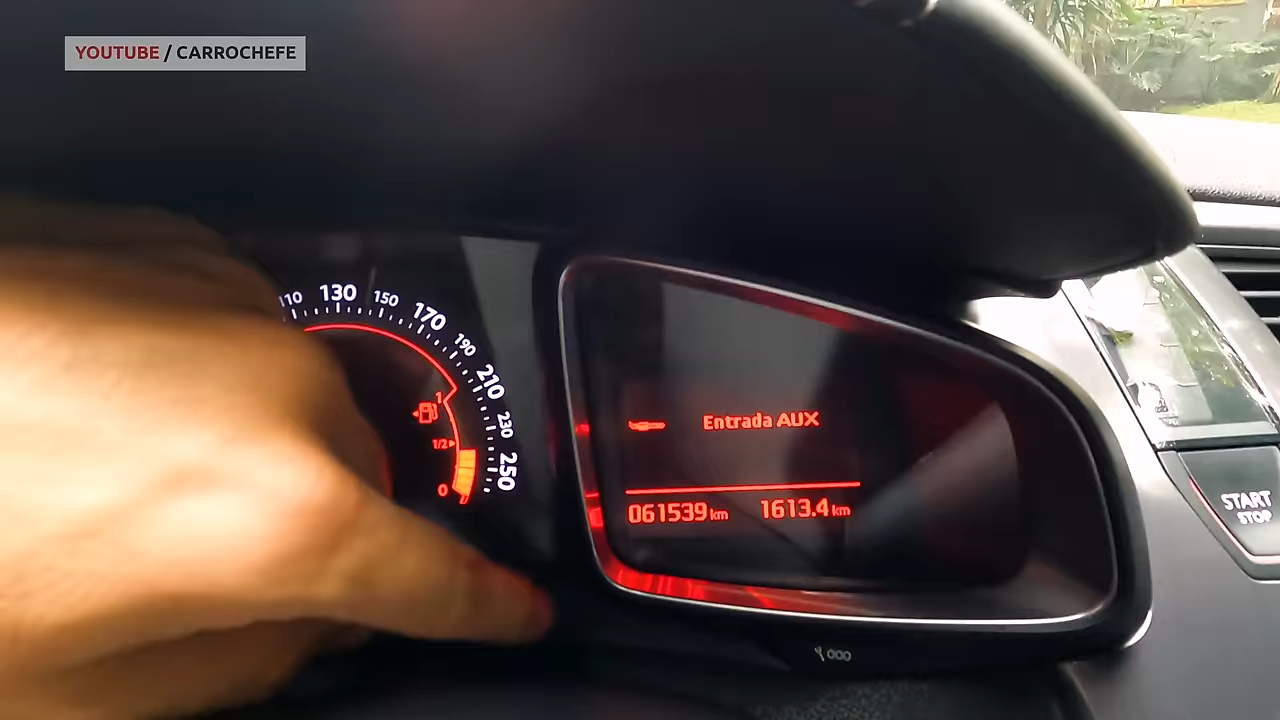 YOUTUBE / CARROCHEFE
110 130 150 170 190 210 230 250
1
1/2
0
Entrada AUX
061539 km 1613.4 km
START
STOP
000